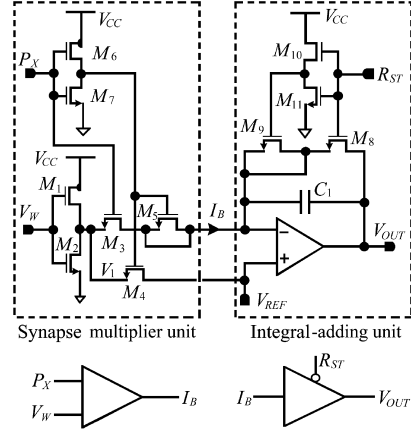 V_CC
V_CC
P_X
M_6
M_10
R_ST
M_7
M_11
M_9
M_8
V_CC
M_1
C_1
V_W
M_5
I_B
M_2
M_3
−
V_OUT
V_1
+
M_4
V_REF
Synapse multiplier unit
Integral-adding unit
R_ST
P_X
I_B
I_B
V_OUT
V_W